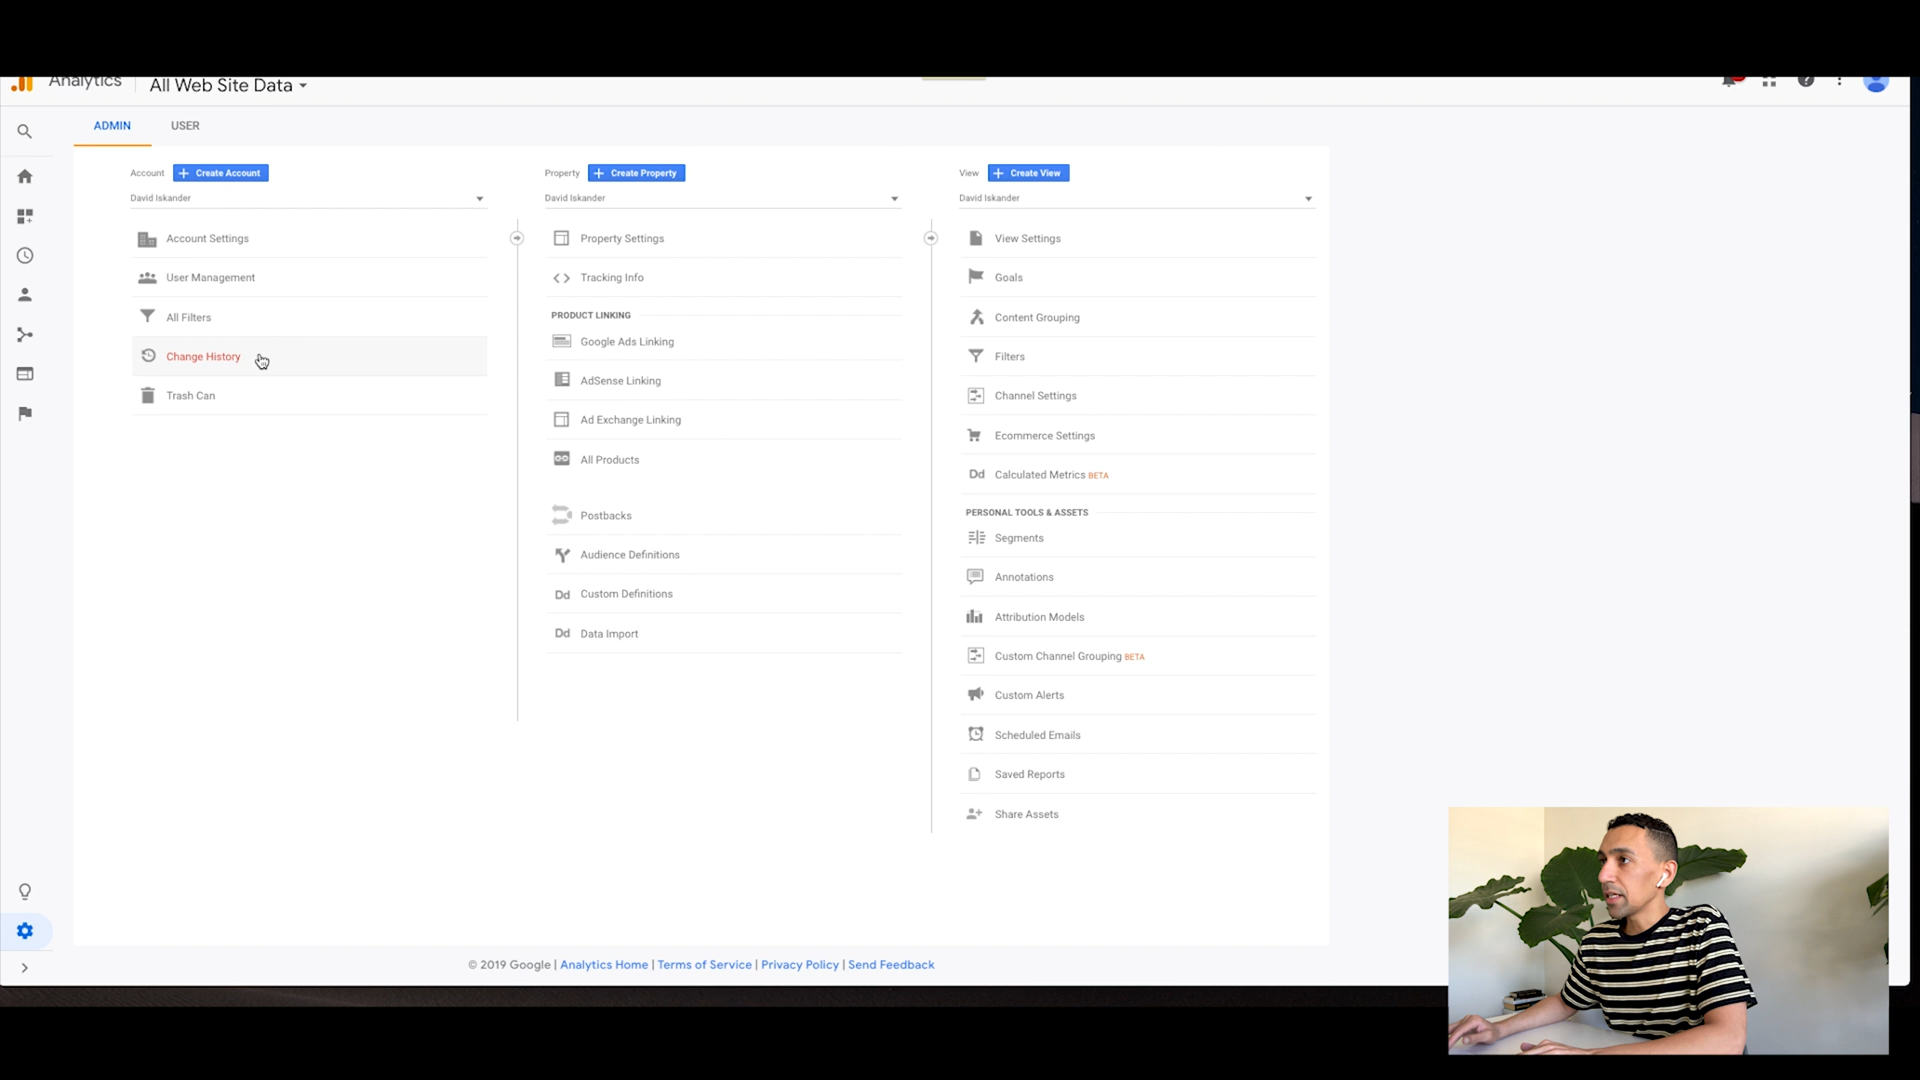 Analytics
All Web Site Data
ADMIN
USER
Account
Create Account
David Iskander
Account Settings
User Management
All Filters
Change History
Trash Can
Property
Create Property
David Iskander
Property Settings
Tracking Info
PRODUCT LINKING
Google Ads Linking
AdSense Linking
Ad Exchange Linking
All Products
Postbacks
Audience Definitions
Dd Custom Definitions
Dd Data Import
View
Create View
David Iskander
View Settings
Goals
Content Grouping
Filters
Channel Settings
Ecommerce Settings
Dd Calculated Metrics BETA
PERSONAL TOOLS & ASSETS
Segments
Annotations
Attribution Models
Custom Channel Grouping BETA
Custom Alerts
Scheduled Emails
Saved Reports
Share Assets
© 2019 Google | Analytics Home | Terms of Service | Privacy Policy | Send Feedback